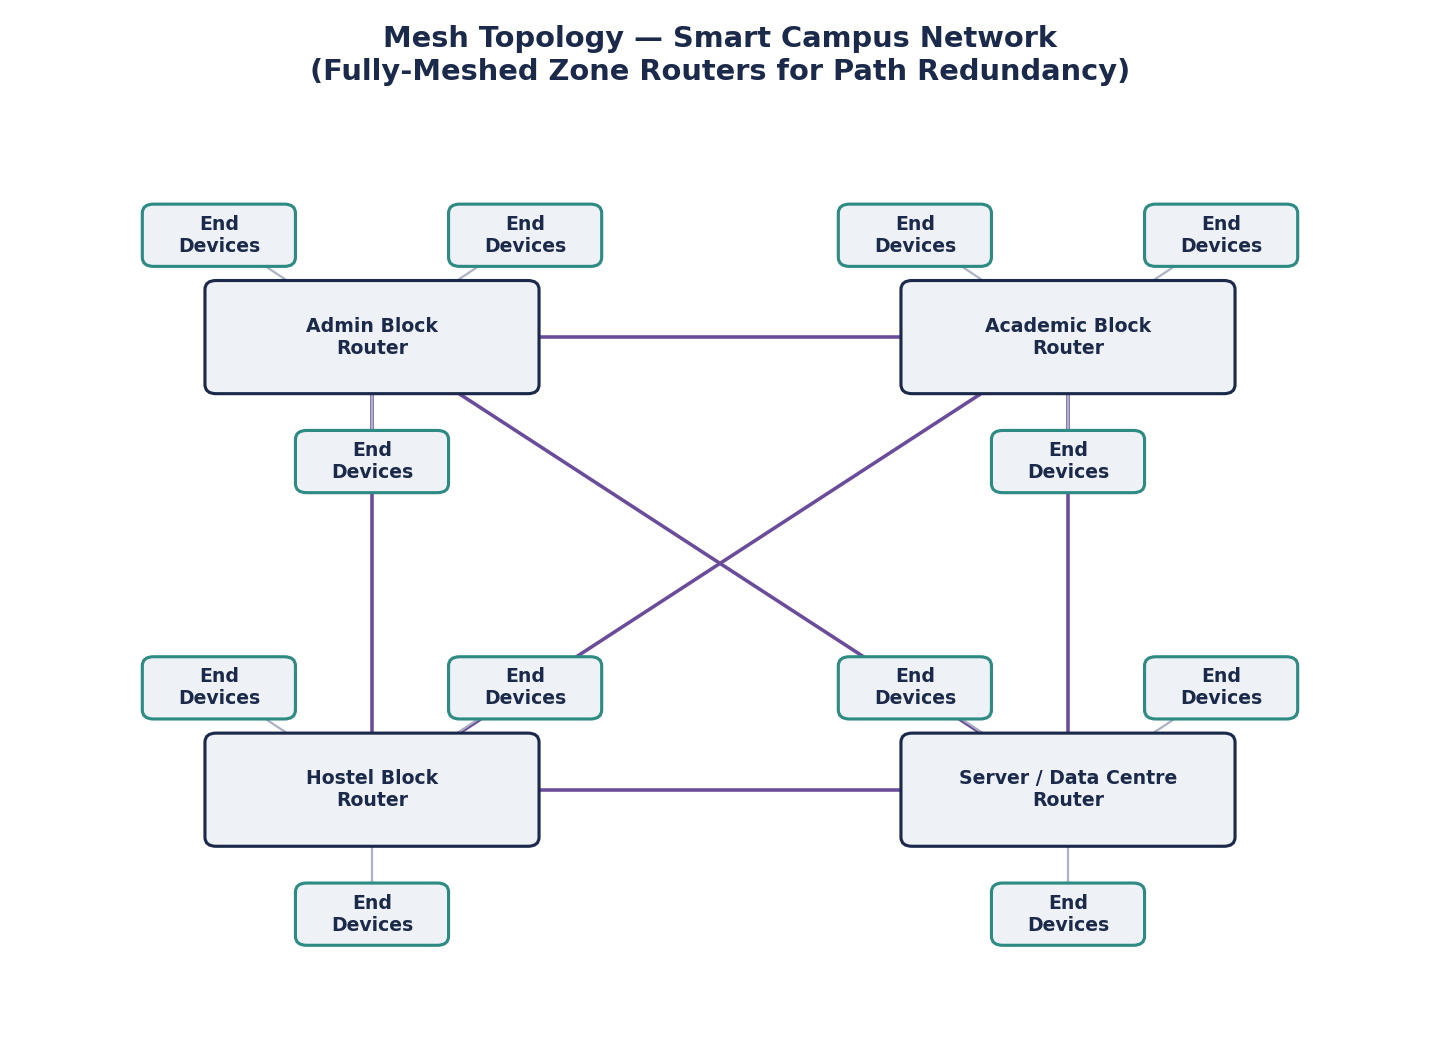 Mesh Topology — Smart Campus Network
(Fully-Meshed Zone Routers for Path Redundancy)
End
Devices
End
Devices
End
Devices
End
Devices
Admin Block
Router
Academic Block
Router
End
Devices
End
Devices
End
Devices
End
Devices
End
Devices
End
Devices
Hostel Block
Router
Server / Data Centre
Router
End
Devices
End
Devices